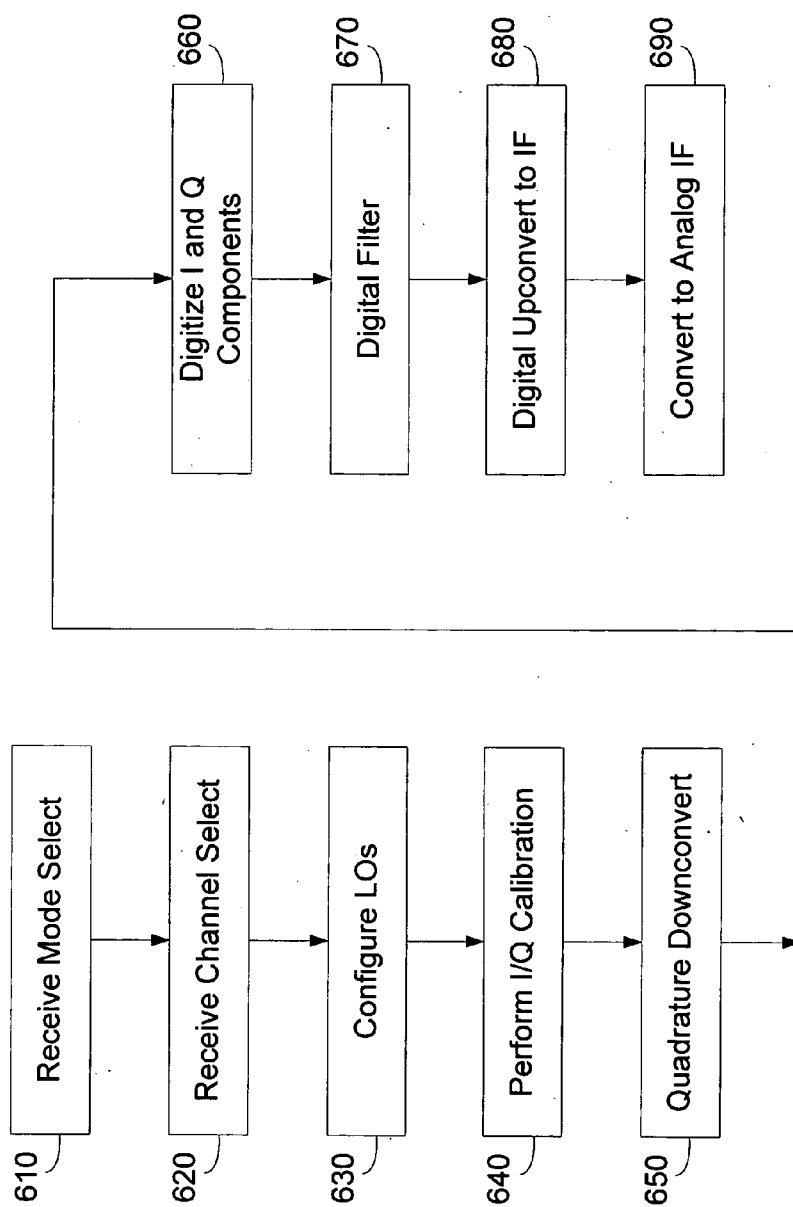 610
Receive Mode Select
620
Receive Channel Select
630
Configure LOs
640
Perform I/Q Calibration
650
Quadrature Downconvert
660
Digitize I and Q
Components
670
Digital Filter
680
Digital Upconvert to IF
690
Convert to Analog IF